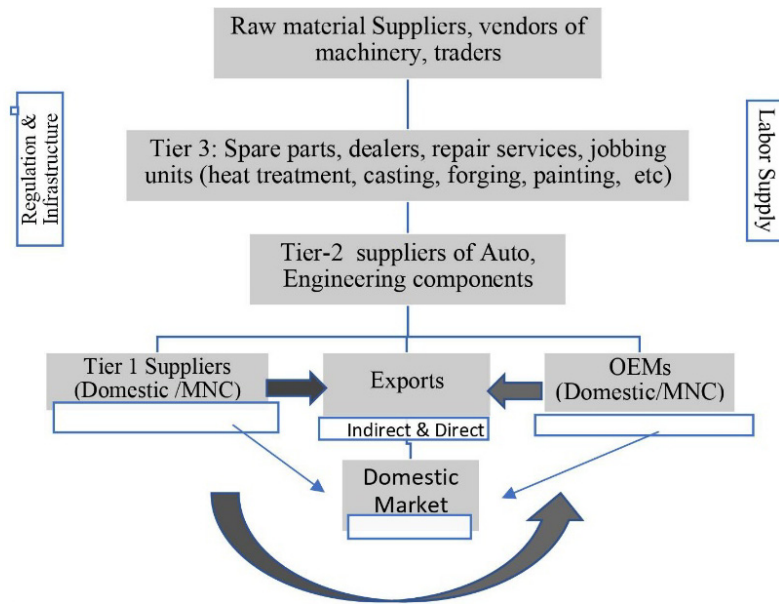 Raw material Suppliers, vendors of
machinery, traders
Regulation &
Infrastructure
Labor Supply
Tier 3: Spare parts, dealers, repair services, jobbing
units (heat treatment, casting, forging, painting, etc)
Tier-2 suppliers of Auto,
Engineering components
Tier 1 Suppliers
(Domestic /MNC)
Exports
OEMs
(Domestic/MNC)
Indirect & Direct
Domestic
Market